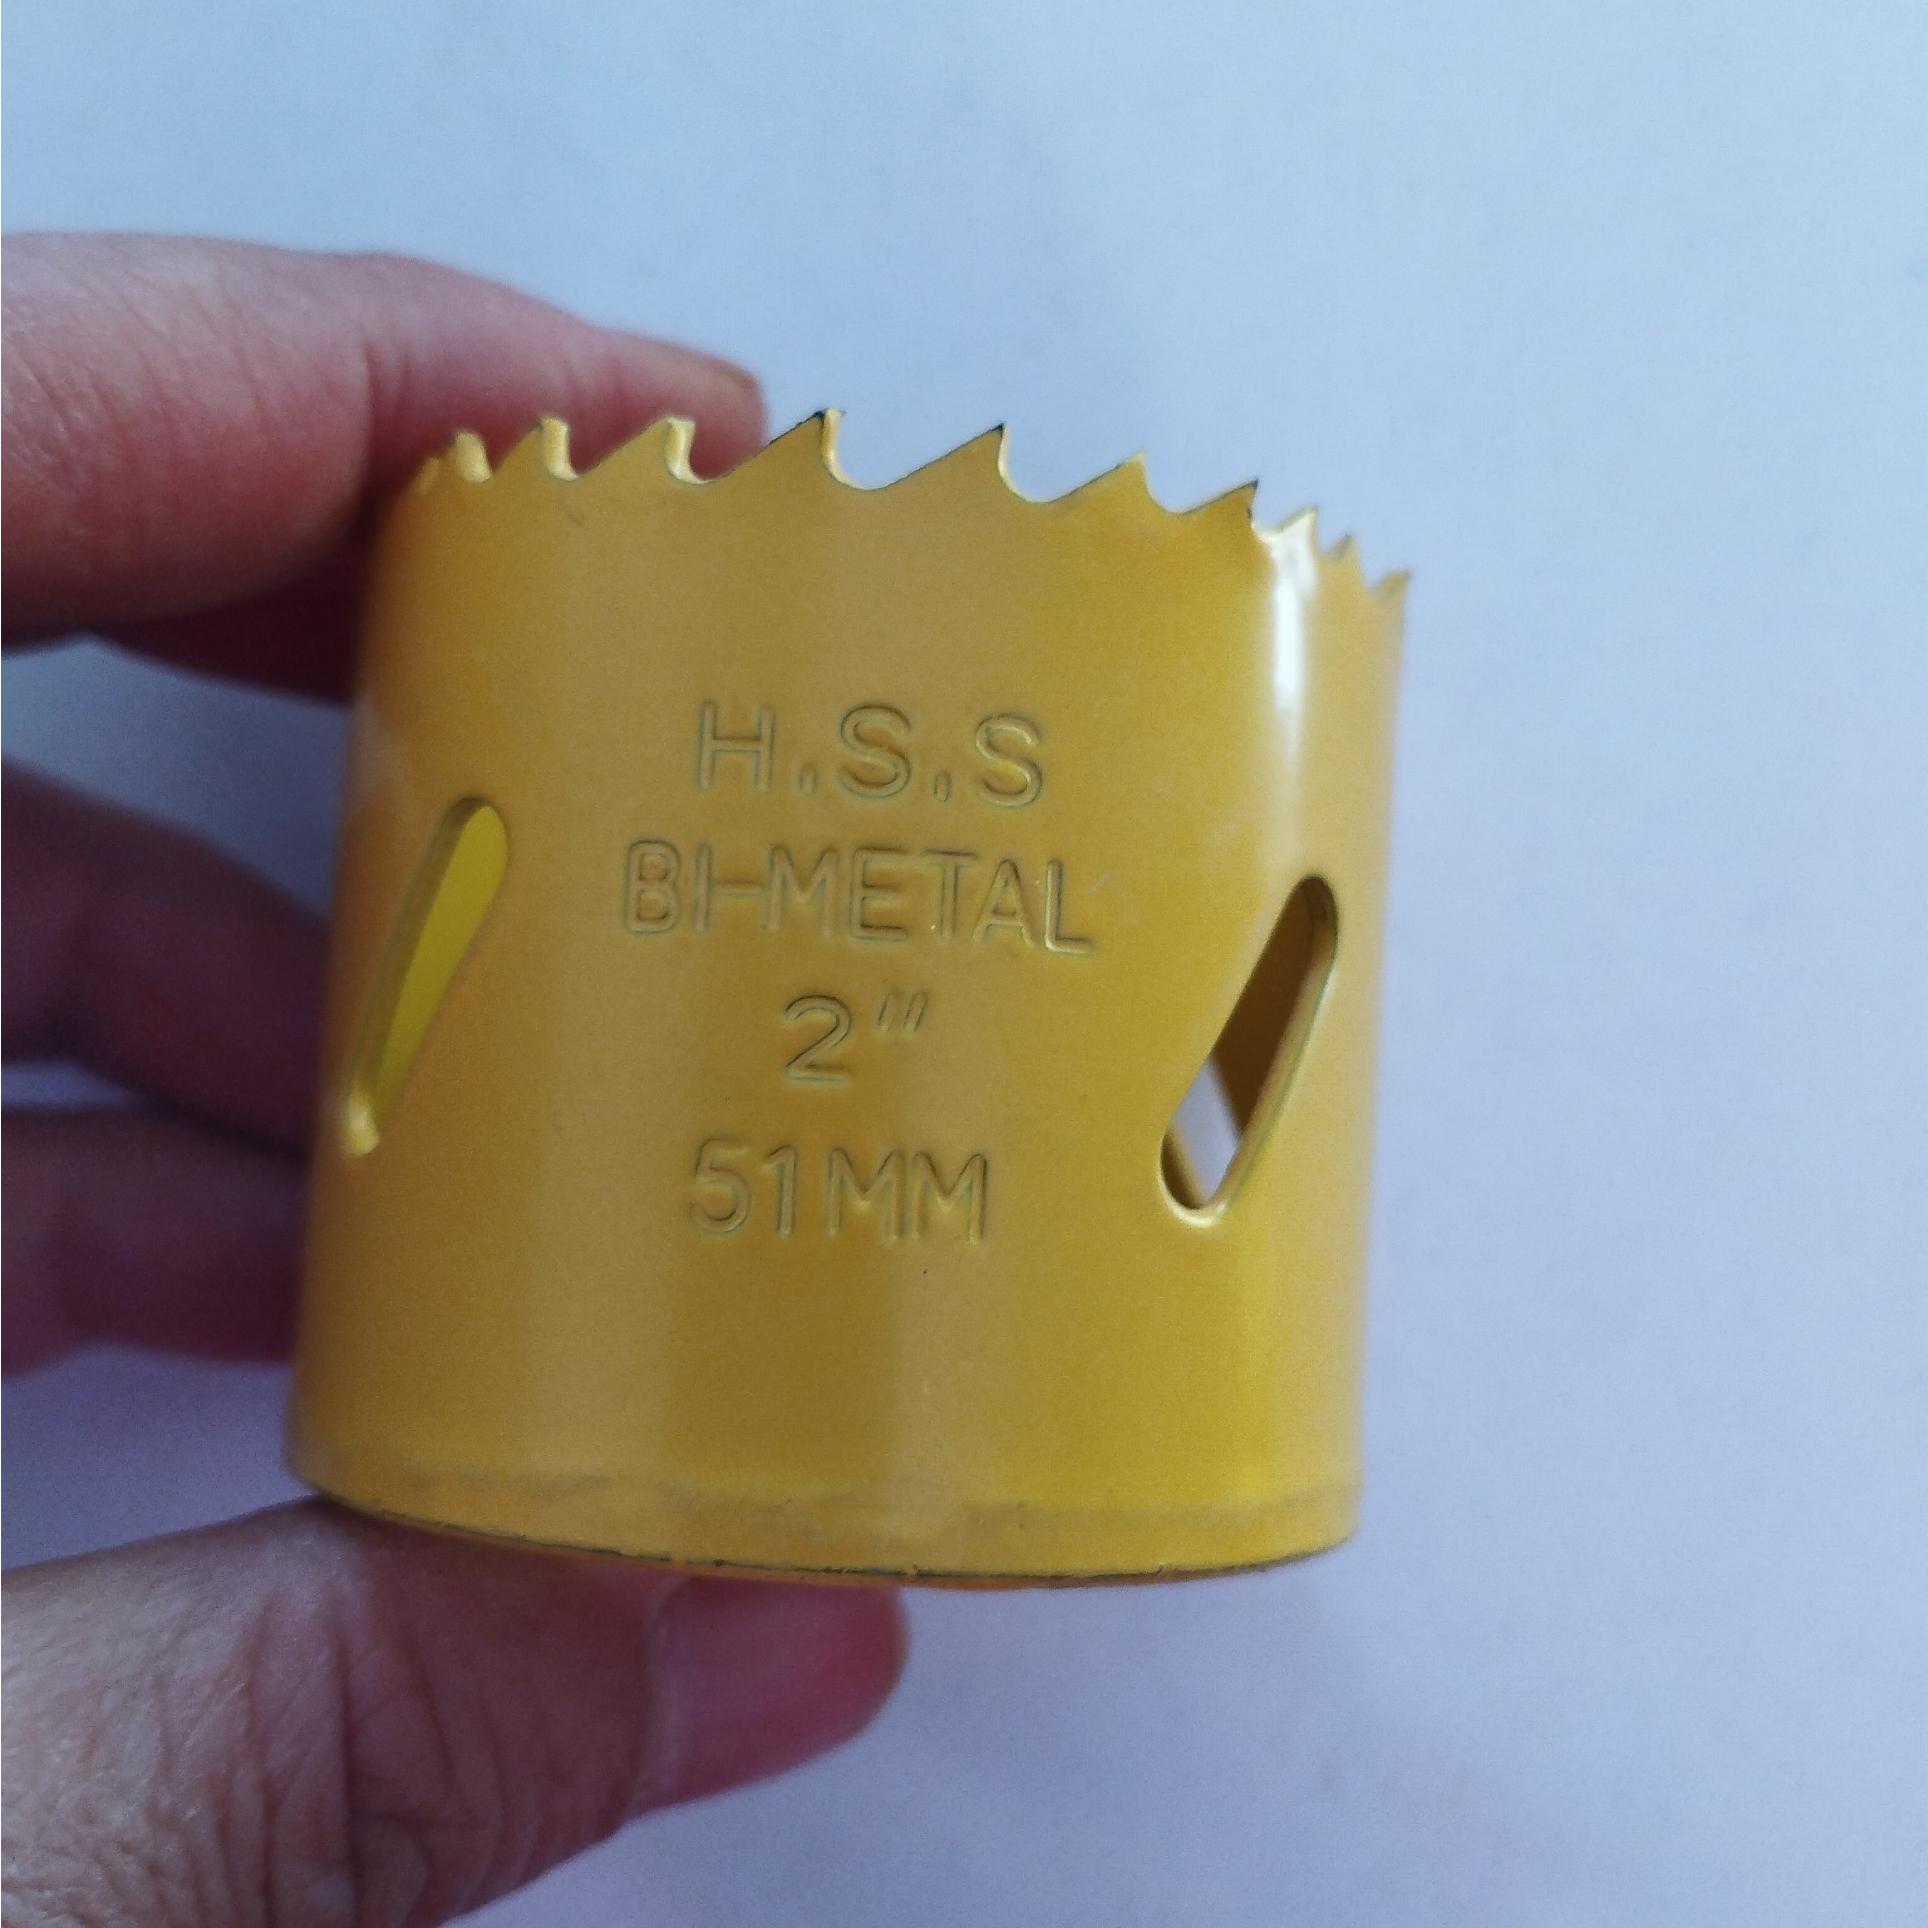 H.S.S
BI-METAL
2"
51MM